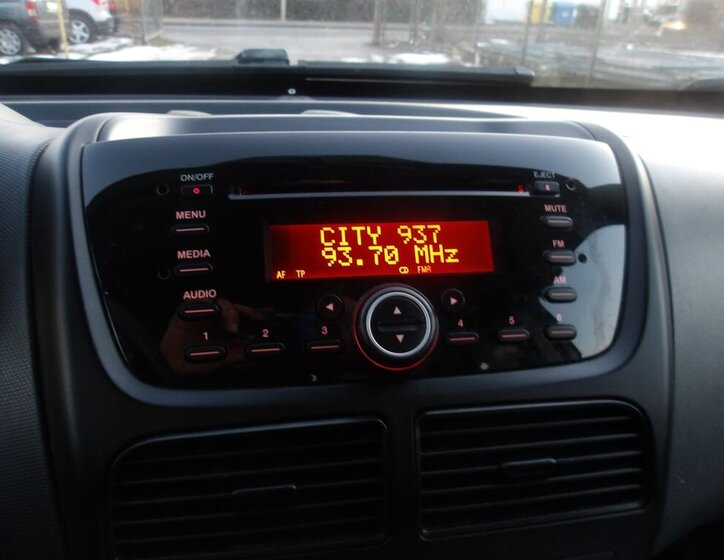 ON/OFF
EJECT
MENU
MUTE
CITY 937
93.70 MHz
AF TP CD FMA
MEDIA
FM
AUDIO
AM
1 2 3 4 5 6